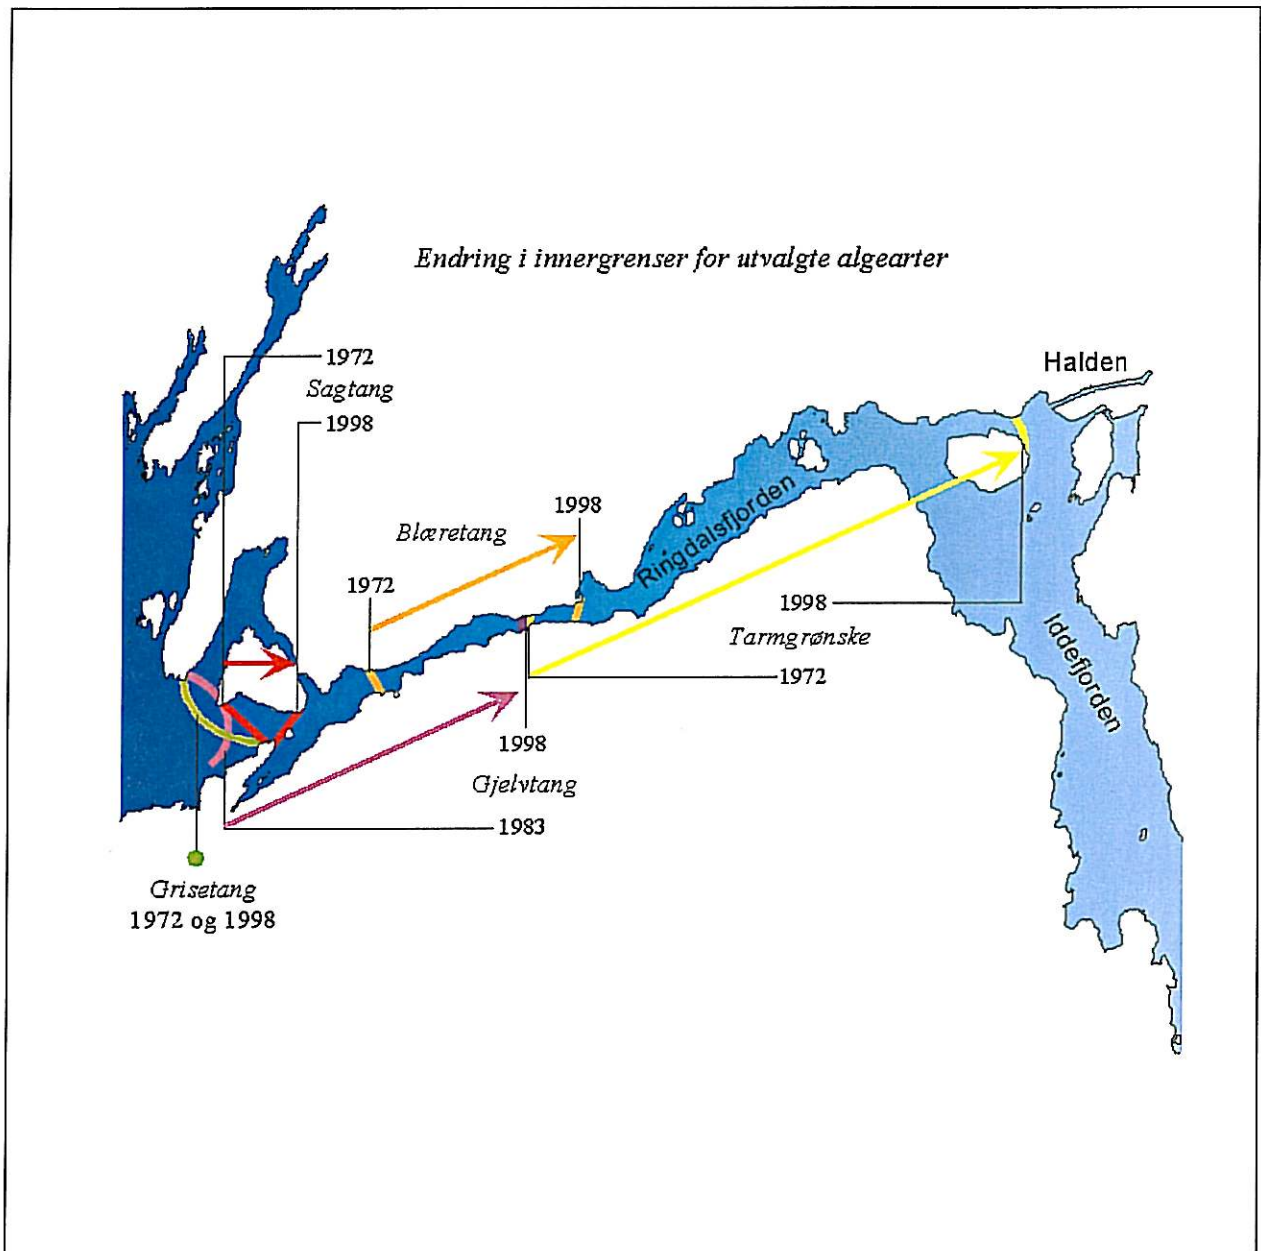 Endring i innergrenser for utvalgte algearter
1972
Sagtang
1998
Halden
Ringdalsfjorden
1998
Blæretang
1972
1998
Tarmgrønske
1972
Iddefjorden
1998
Gjelvtang
1983
Grisetang
1972 og 1998